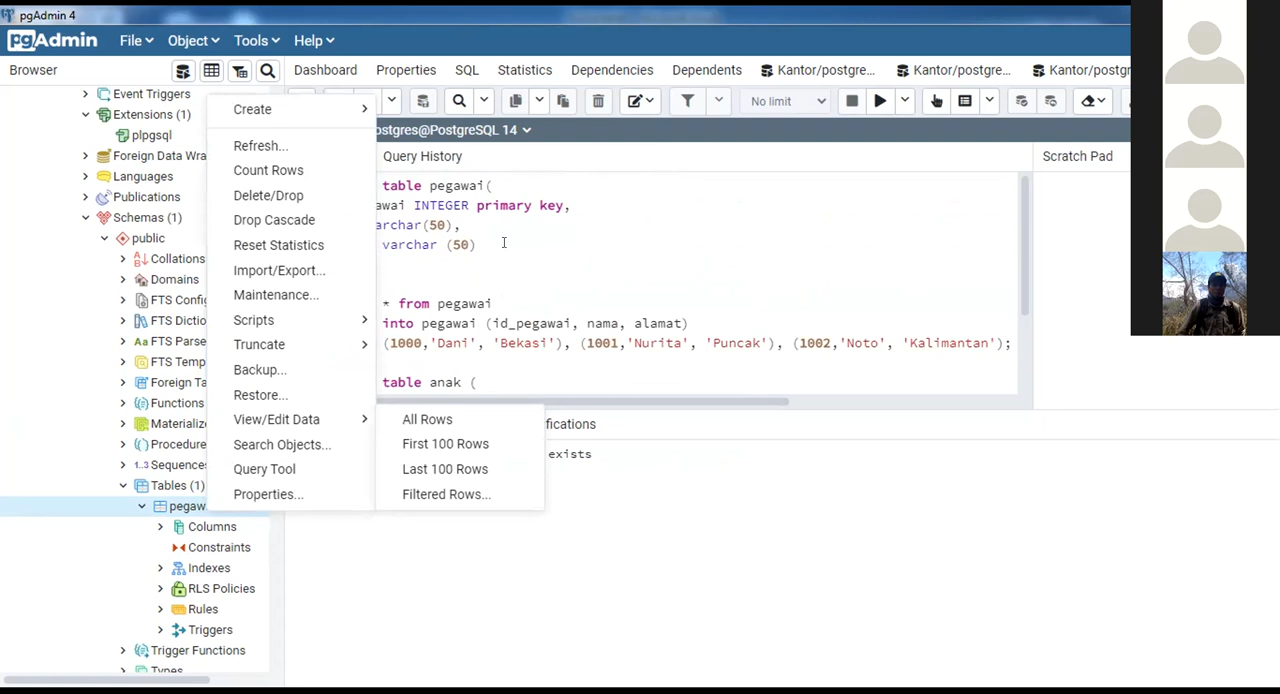 pgAdmin 4
pgAdmin File Object Tools Help
Browser
Dashboard Properties SQL Statistics Dependencies Dependents Kantor/postgre... Kantor/postgre... Kantor/postgr
No limit
ostgres@PostgreSQL 14
Query History
Scratch Pad
Event Triggers
Extensions (1)
plpgsql
Foreign Data Wra
Languages
Publications
Schemas (1)
public
Collations
Domains
FTS Config
FTS Dictio
FTS Parse
FTS Temp
Foreign Ta
Functions
Materializ
Procedure
1..3 Sequences
Tables (1)
pegaw
Columns
Constraints
Indexes
RLS Policies
Rules
Triggers
Trigger Functions
Types
Create
Refresh...
Count Rows
Delete/Drop
Drop Cascade
Reset Statistics
Import/Export...
Maintenance...
Scripts
Truncate
Backup...
Restore...
View/Edit Data
Search Objects...
Query Tool
Properties...
All Rows
First 100 Rows
Last 100 Rows
Filtered Rows...
table pegawai(
awai INTEGER primary key,
archar(50),
varchar (50)
* from pegawai
into pegawai (id_pegawai, nama, alamat)
(1000,'Dani', 'Bekasi'), (1001,'Nurita', 'Puncak'), (1002,'Noto', 'Kalimantan');
table anak (
fications
exists